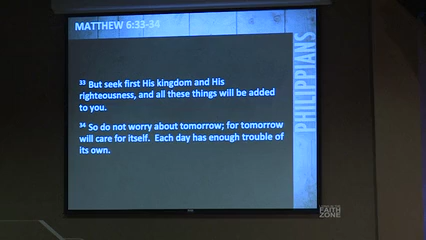 MATTHEW 6:33-34
33 But seek first His kingdom and His
righteousness, and all these things will be added
to you.
34 So do not worry about tomorrow; for tomorrow
will care for itself. Each day has enough trouble of
its own.
PHILIPPIANS
FAITH
ZONE